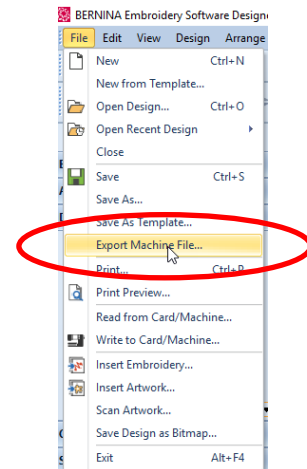 BERNINA Embroidery Software Designe
File Edit View Design Arrange
New Ctrl+N
New from Template...
Open Design... Ctrl+O
Open Recent Design
Close
Save Ctrl+S
Save As...
Save As Template...
Export Machine File...
Print... Ctrl+P
Print Preview...
Read from Card/Machine...
Write to Card/Machine...
Insert Embroidery...
Insert Artwork...
Scan Artwork...
Save Design as Bitmap...
Exit Alt+F4